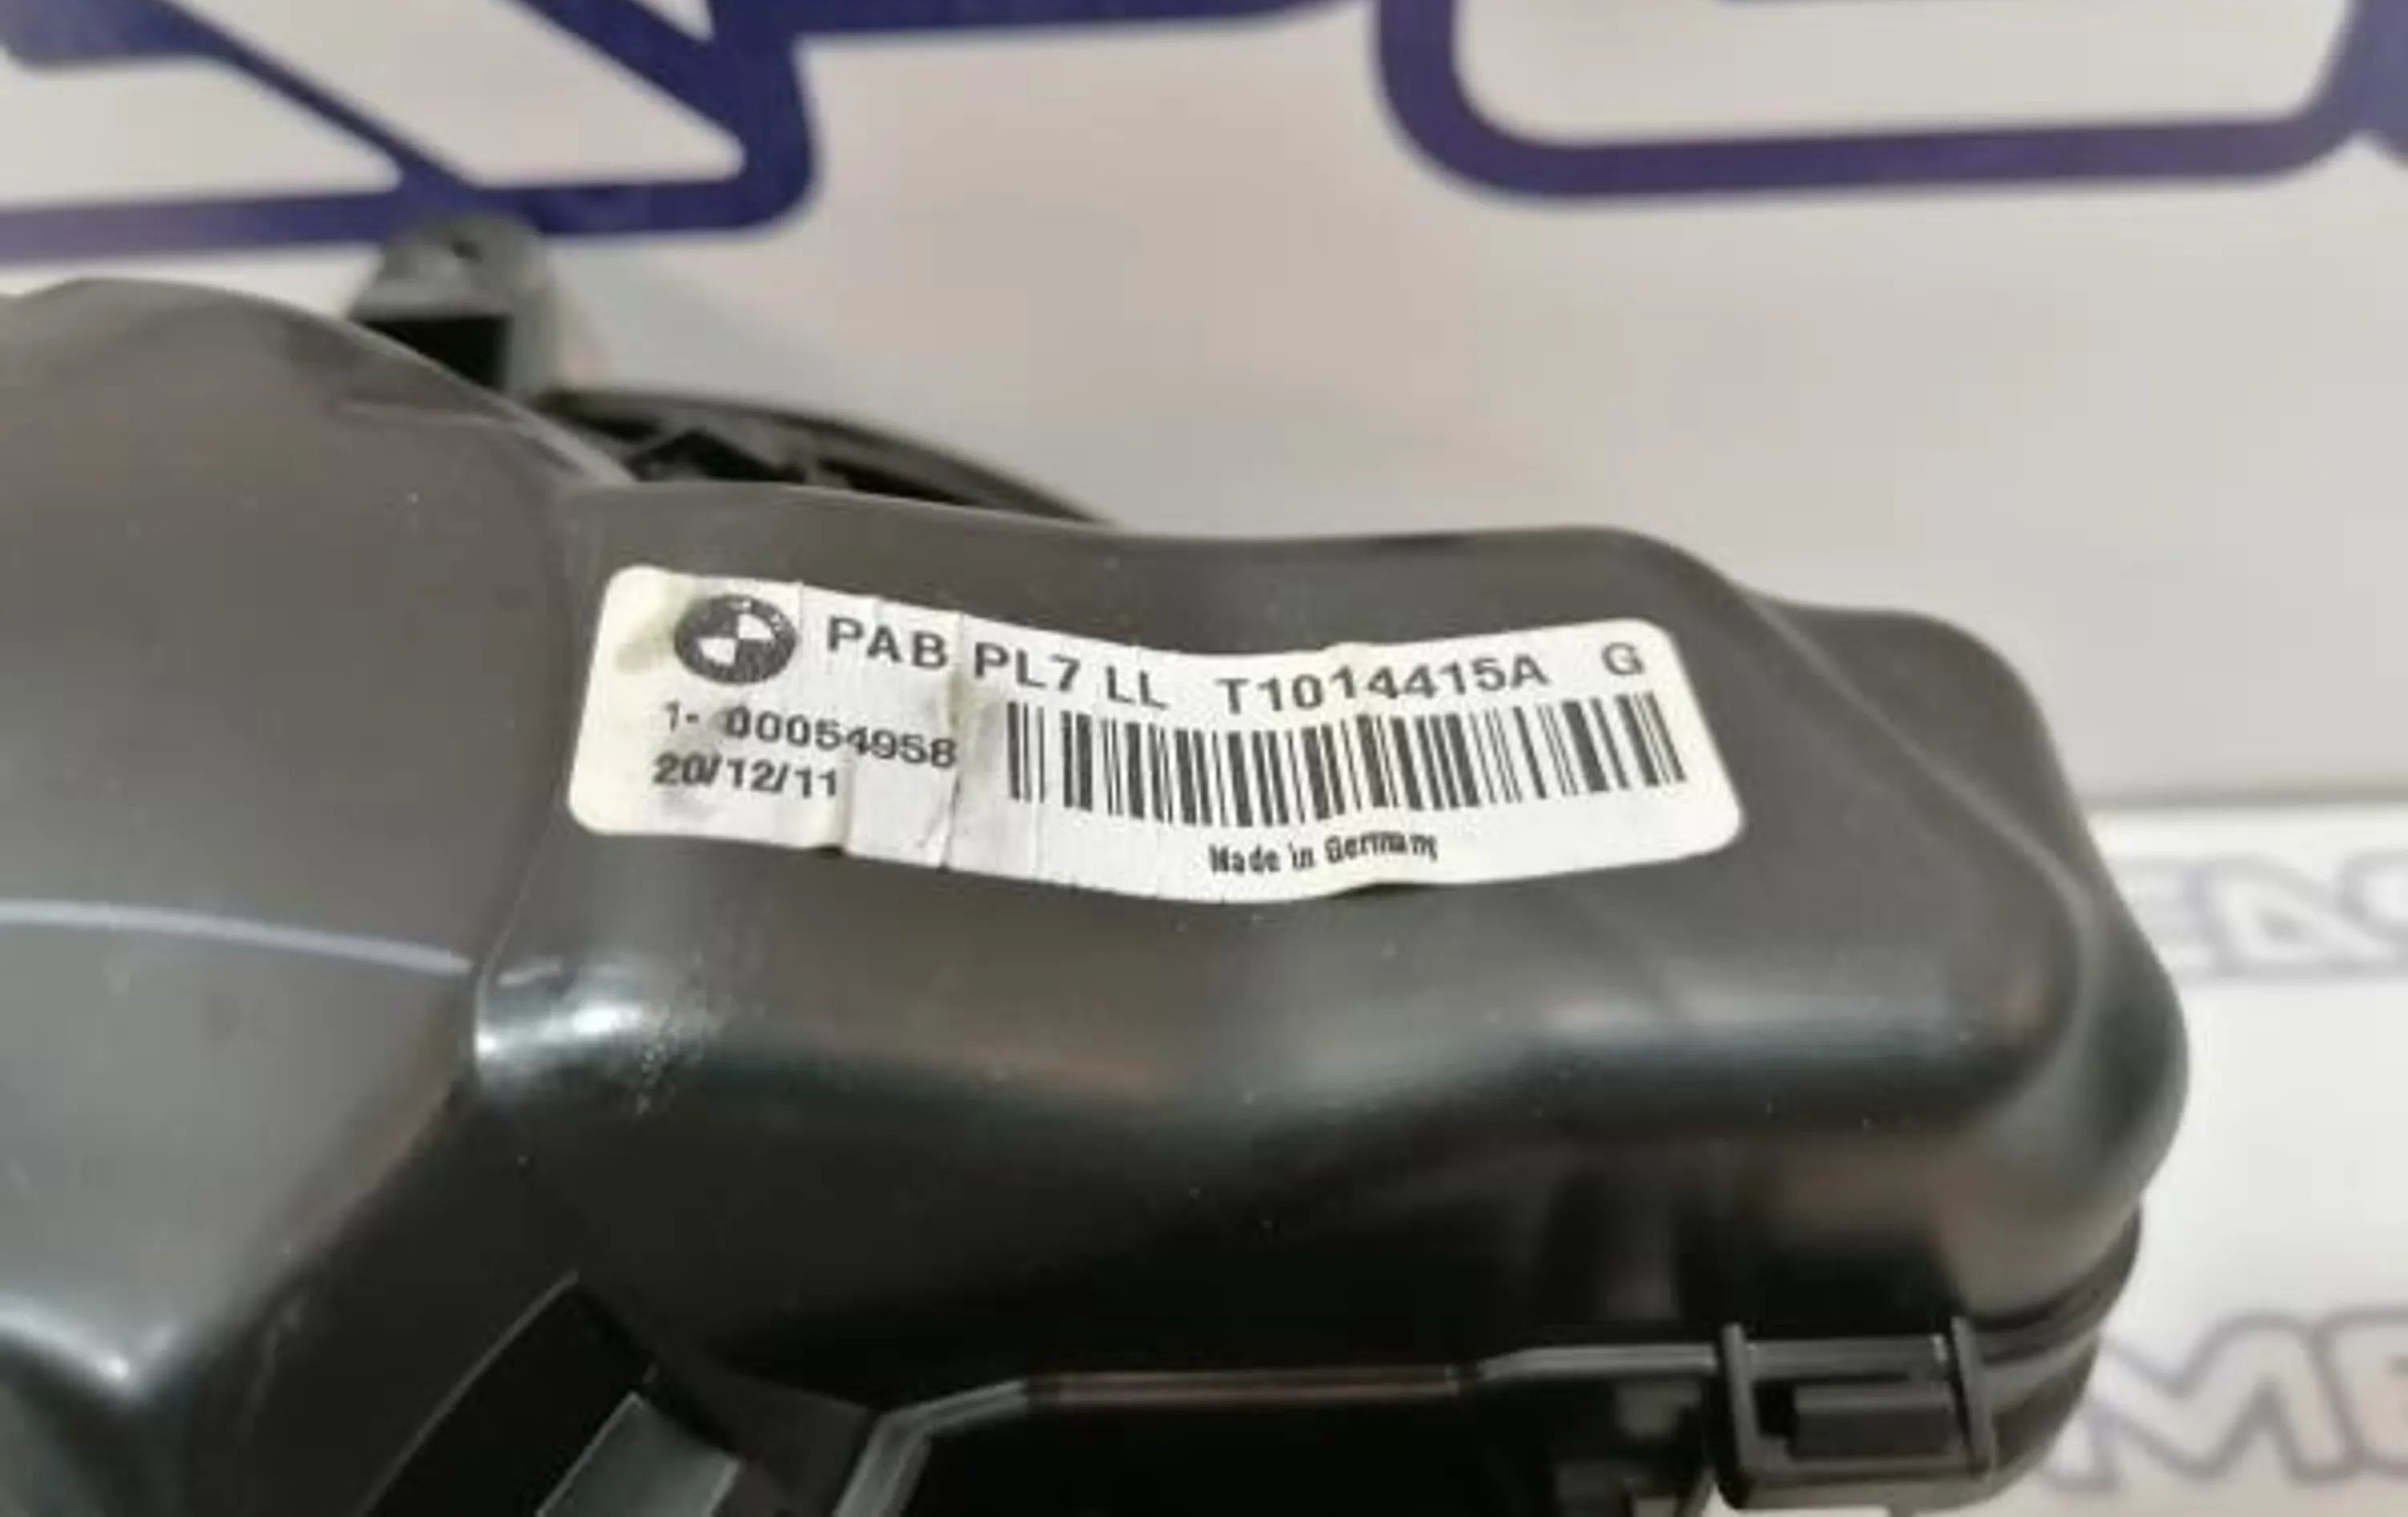 PAB PL7 LL T1014415A G
1- 00054958
20/12/11
Made in Germany